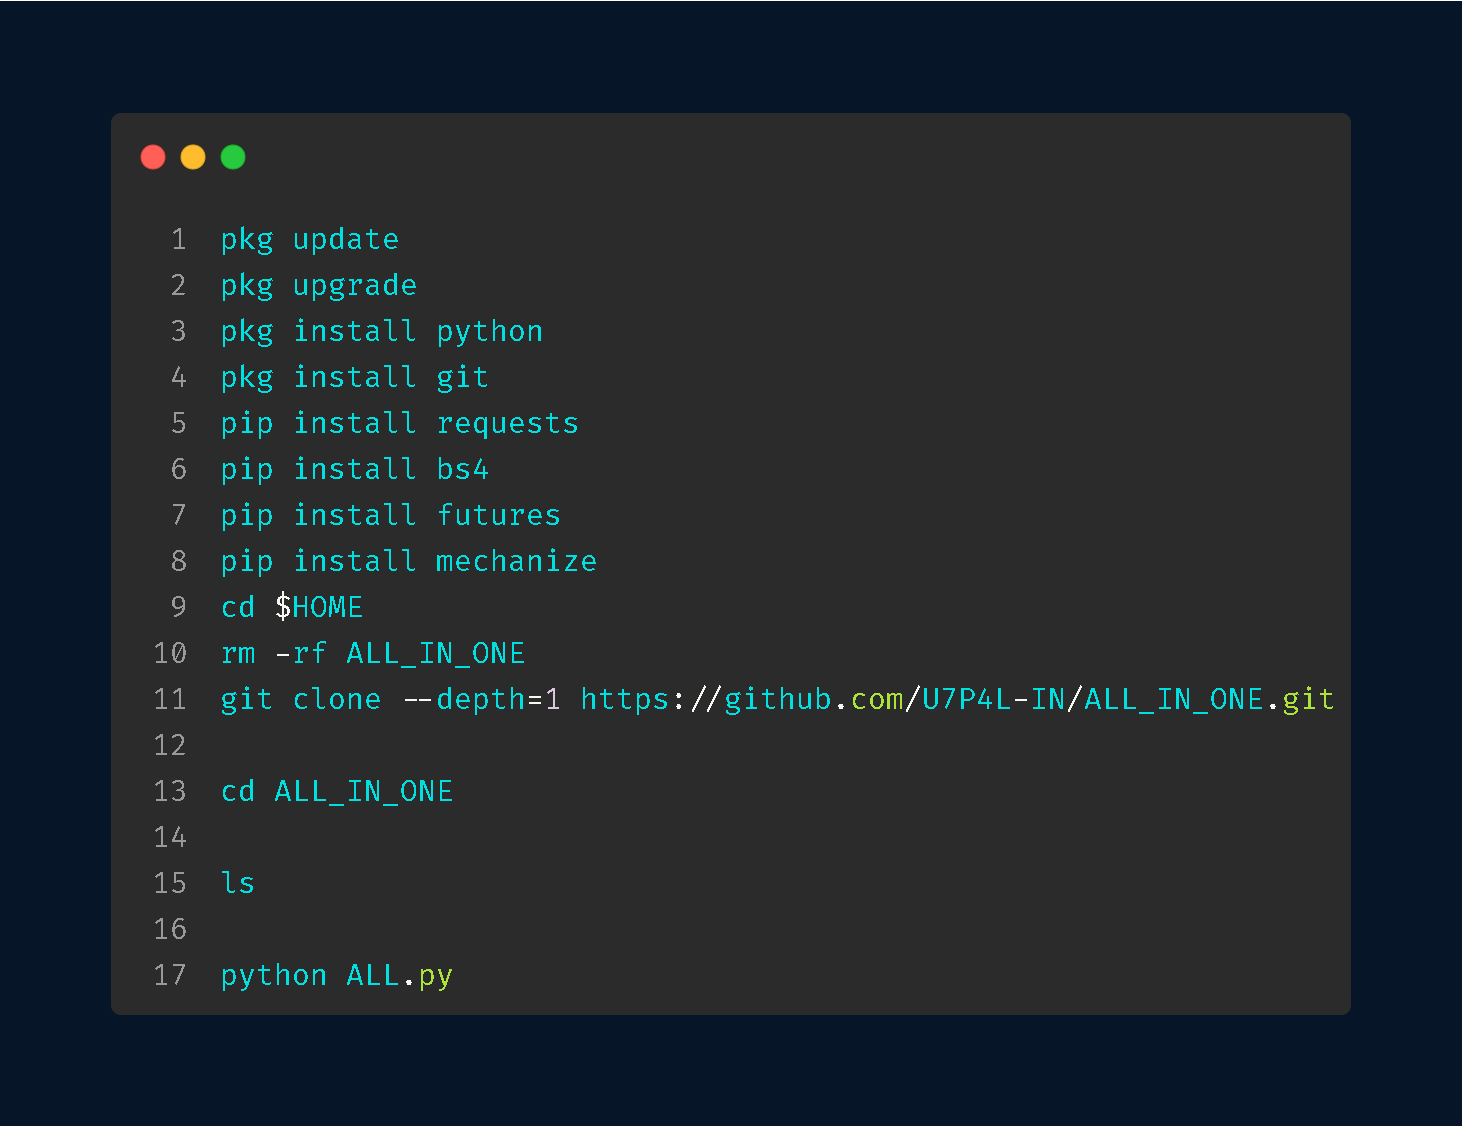 1 pkg update
2 pkg upgrade
3 pkg install python
4 pkg install git
5 pip install requests
6 pip install bs4
7 pip install futures
8 pip install mechanize
9 cd $HOME
10 rm -rf ALL_IN_ONE
11 git clone --depth=1 https://github.com/U7P4L-IN/ALL_IN_ONE.git
12
13 cd ALL_IN_ONE
14
15 ls
16
17 python ALL.py